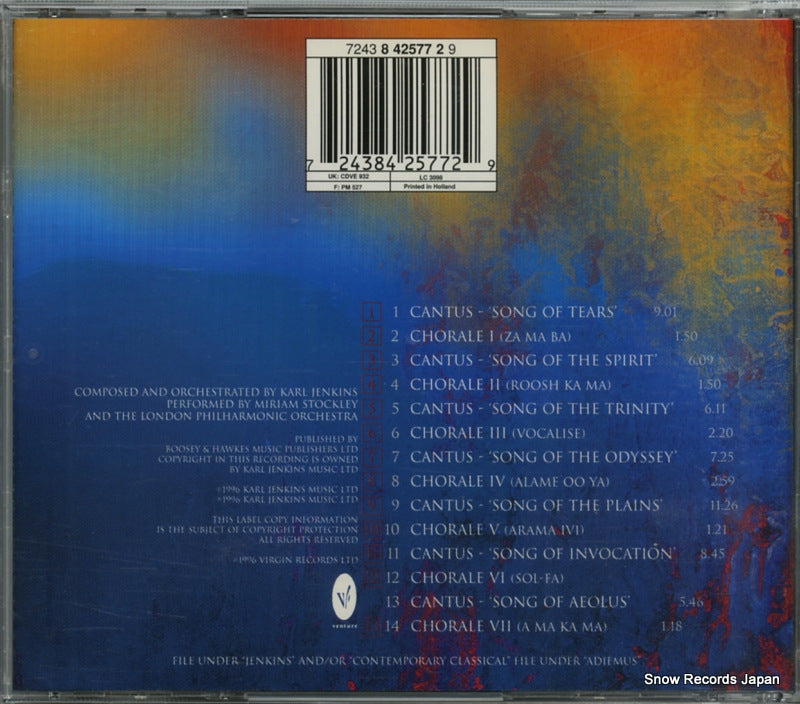 7243 8 42577 2 9
7 24384 25772 9
UK: CDVE 932
LC 3098
F: PM 527
Printed in Holland
1 1 CANTUS - 'SONG OF TEARS' 9.01
2 2 CHORALE I (ZA MA BA) 1.50
3 3 CANTUS - 'SONG OF THE SPIRIT' 6.09
4 4 CHORALE II (ROOSH KA MA) 1.50
5 5 CANTUS - 'SONG OF THE TRINITY' 6.11
6 6 CHORALE III (VOCALISE) 2.20
7 7 CANTUS - 'SONG OF THE ODYSSEY' 7.25
8 8 CHORALE IV (ALAME OO YA) 2.59
9 9 CANTUS - 'SONG OF THE PLAINS' 11.26
10 10 CHORALE V (ARAMA IVI) 1.21
11 CANTUS - 'SONG OF INVOCATION' 8.45
12 CHORALE VI (SOL-FA)
13 CANTUS - 'SONG OF AEOLUS' 5.46
14 CHORALE VII (A MA KA MA) 1.18
COMPOSED AND ORCHESTRATED BY KARL JENKINS
PERFORMED BY MIRIAM STOCKLEY
AND THE LONDON PHILHARMONIC ORCHESTRA
PUBLISHED BY
BOOSEY & HAWKES MUSIC PUBLISHERS LTD
COPYRIGHT IN THIS RECORDING IS OWNED
BY KARL JENKINS MUSIC LTD
℗1996 KARL JENKINS MUSIC LTD
©1996 KARL JENKINS MUSIC LTD
THIS LABEL COPY INFORMATION
IS THE SUBJECT OF COPYRIGHT PROTECTION
ALL RIGHTS RESERVED
©1996 VIRGIN RECORDS LTD
venture
FILE UNDER "JENKINS" AND/OR "CONTEMPORARY CLASSICAL" FILE UNDER "ADIEMUS"
Snow Records Japan